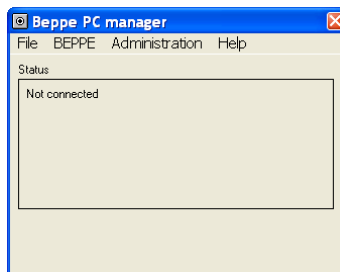 Beppe PC manager
File BEPPE Administration Help
Status
Not connected